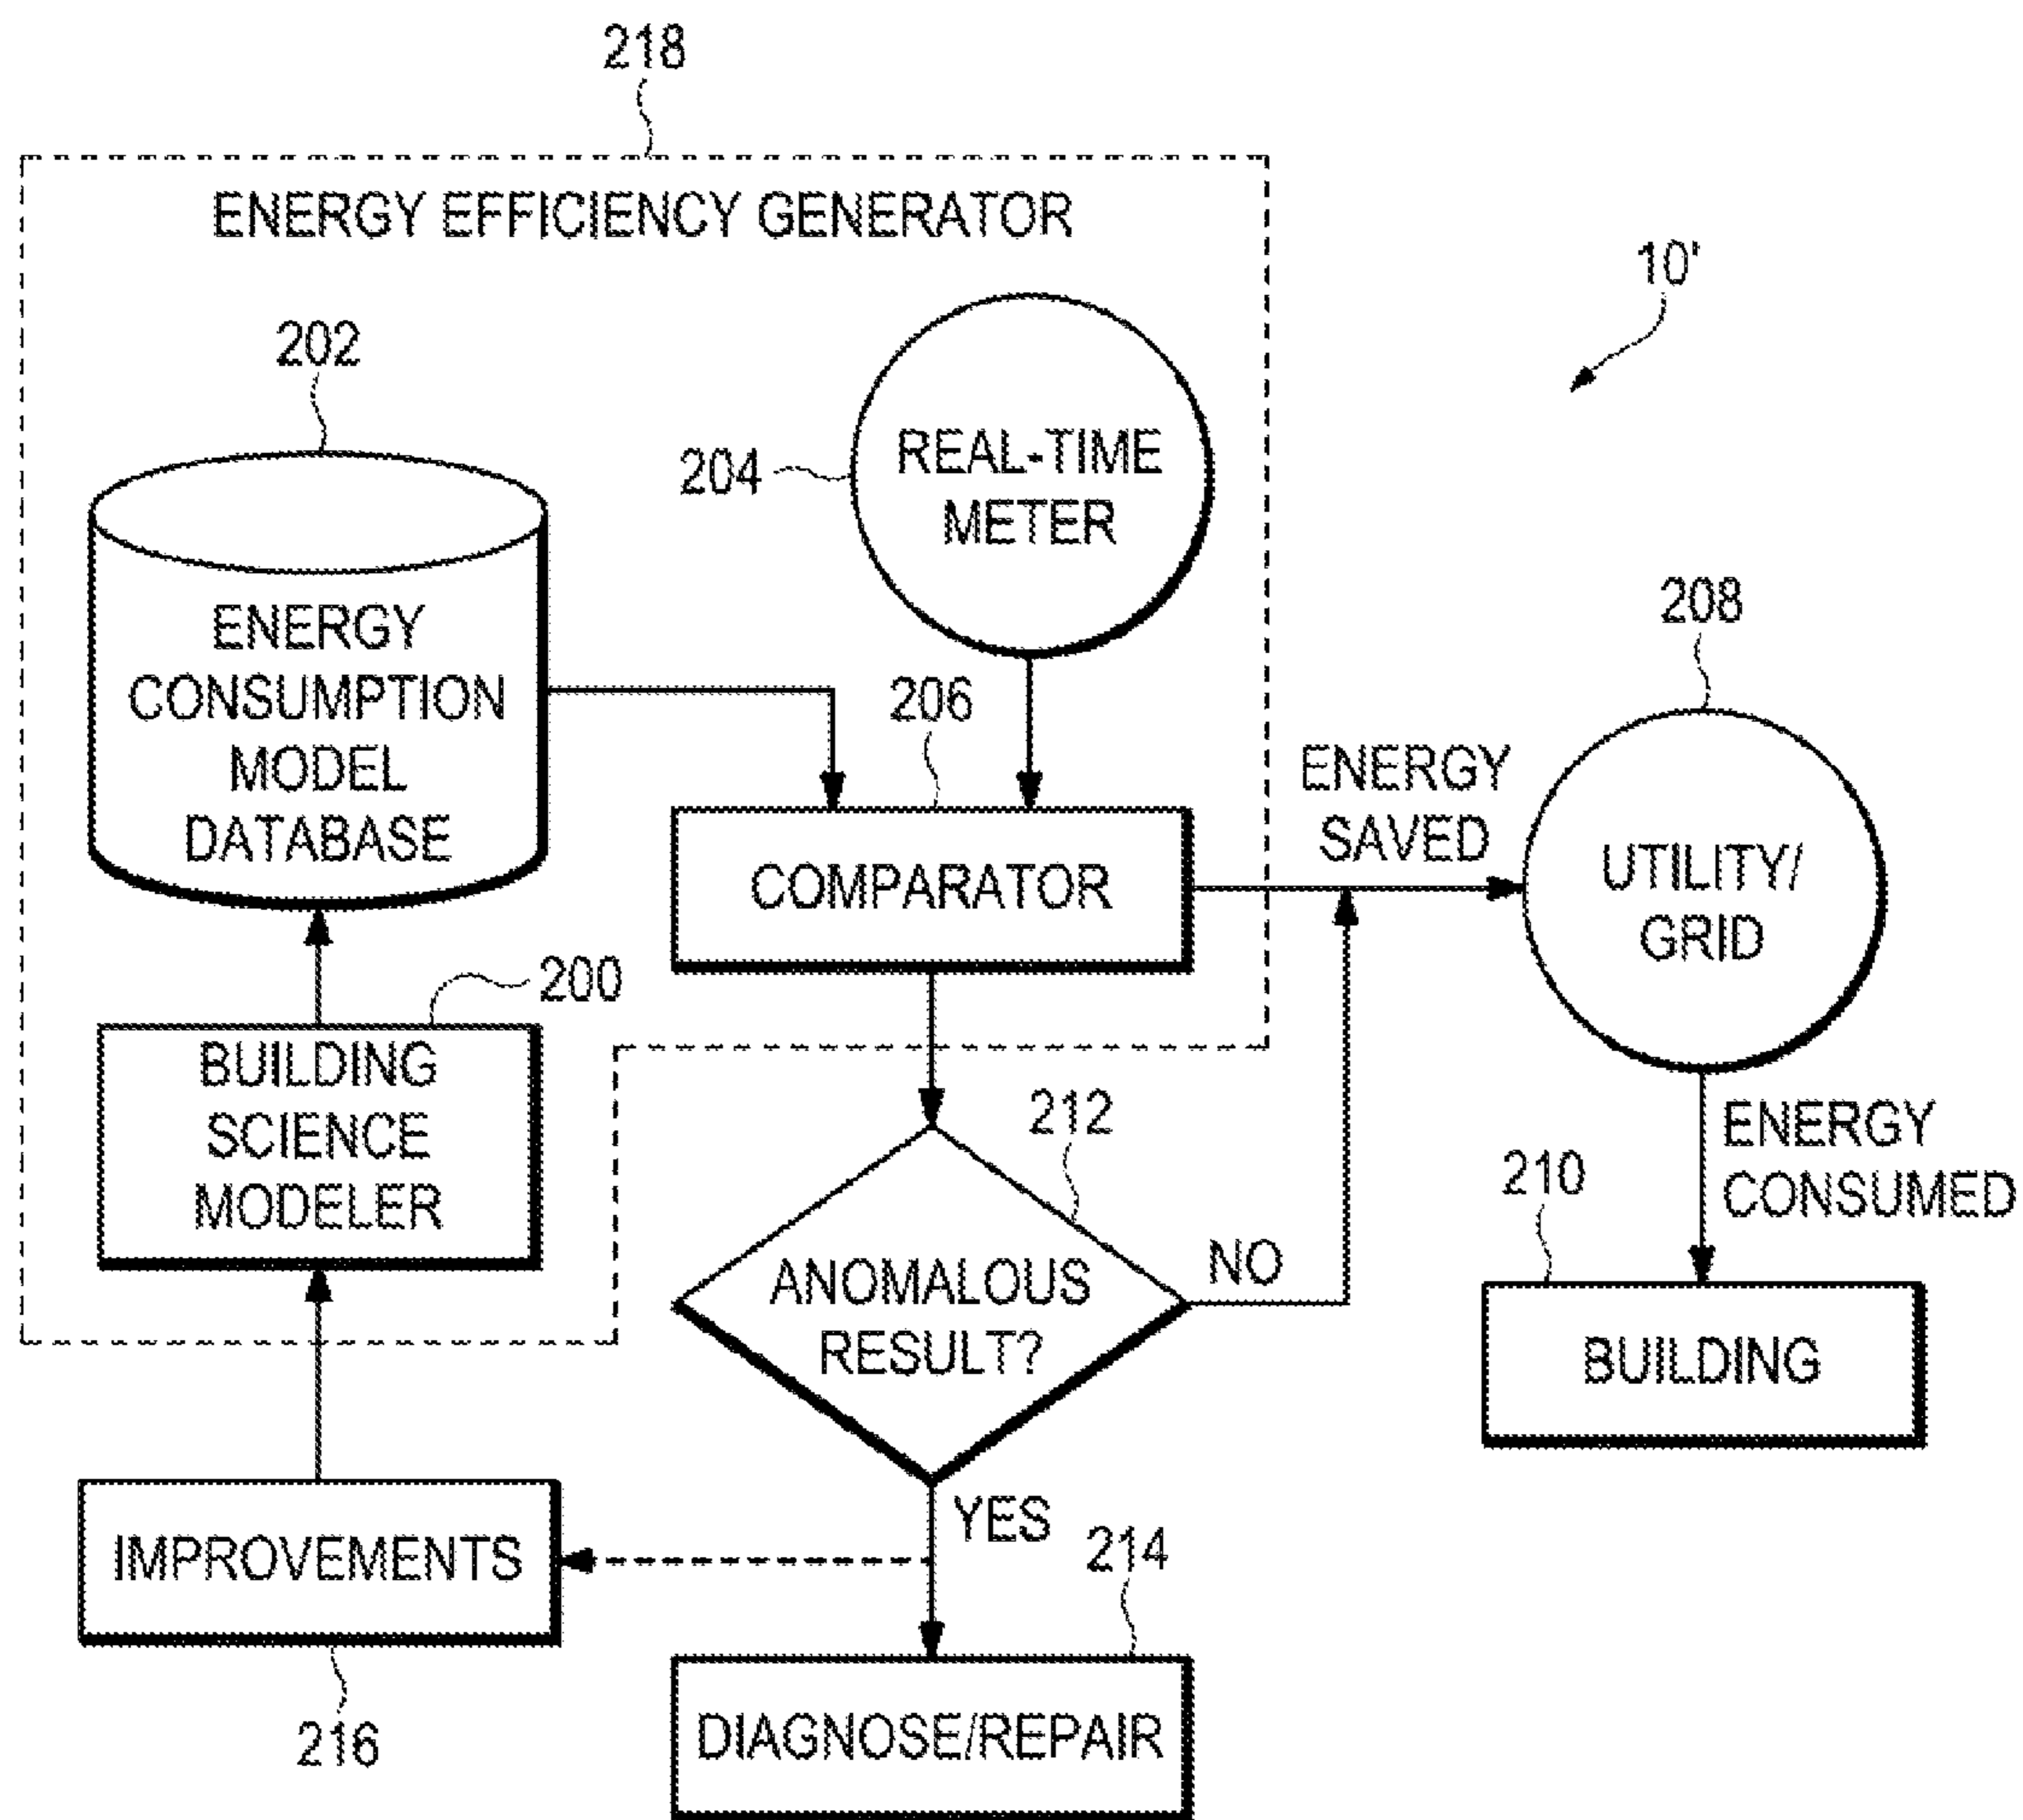 218
ENERGY EFFICIENCY GENERATOR
10'
202
204
REAL-TIME
METER
ENERGY
CONSUMPTION
MODEL
DATABASE
206
208
ENERGY
SAVED
COMPARATOR
UTILITY/
GRID
200
BUILDING
SCIENCE
MODELER
212
ENERGY
CONSUMED
210
ANOMALOUS
RESULT?
NO
BUILDING
YES
IMPROVEMENTS
214
216
DIAGNOSE/REPAIR